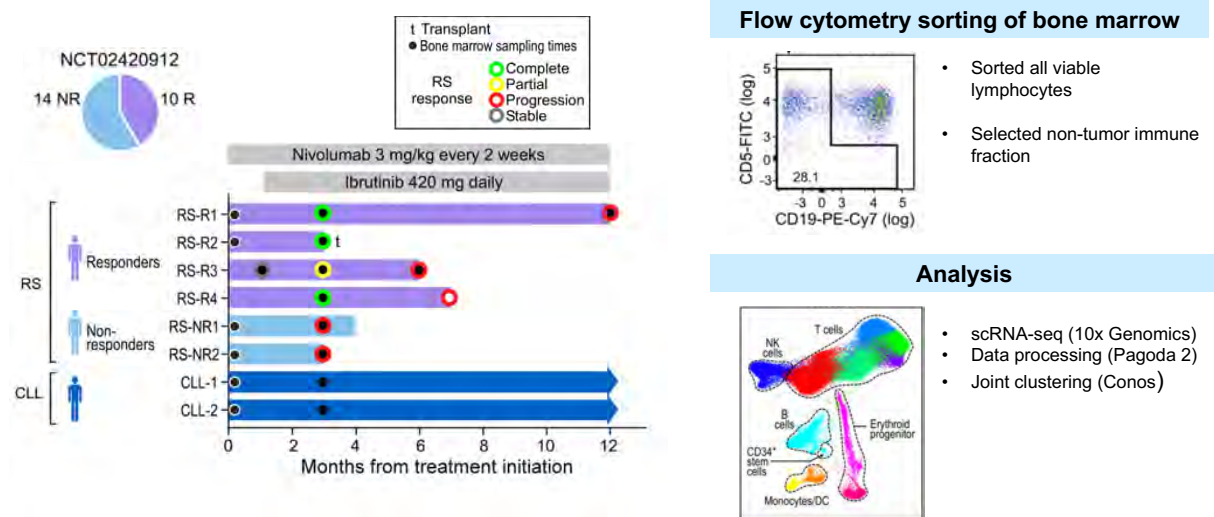 NCT02420912
14 NR
10 R
t Transplant
Bone marrow sampling times
RS
response
Complete
Partial
Progression
Stable
Nivolumab 3 mg/kg every 2 weeks
Ibrutinib 420 mg daily
RS
Responders
Non-
responders
CLL
RS-R1
RS-R2
t
RS-R3
RS-R4
RS-NR1
RS-NR2
CLL-1
CLL-2
0 2 4 6 8 10 12
Months from treatment initiation
Flow cytometry sorting of bone marrow
CD5-FITC (log)
5
4
3
0
-3
28.1
-3 0 3 4 5
CD19-PE-Cy7 (log)
• Sorted all viable
lymphocytes
• Selected non-tumor immune
fraction
Analysis
T cells
NK
cells
B
cells
Erythroid
progenitor
CD34+
stem
cells
Monocytes/DC
• scRNA-seq (10x Genomics)
• Data processing (Pagoda 2)
• Joint clustering (Conos)